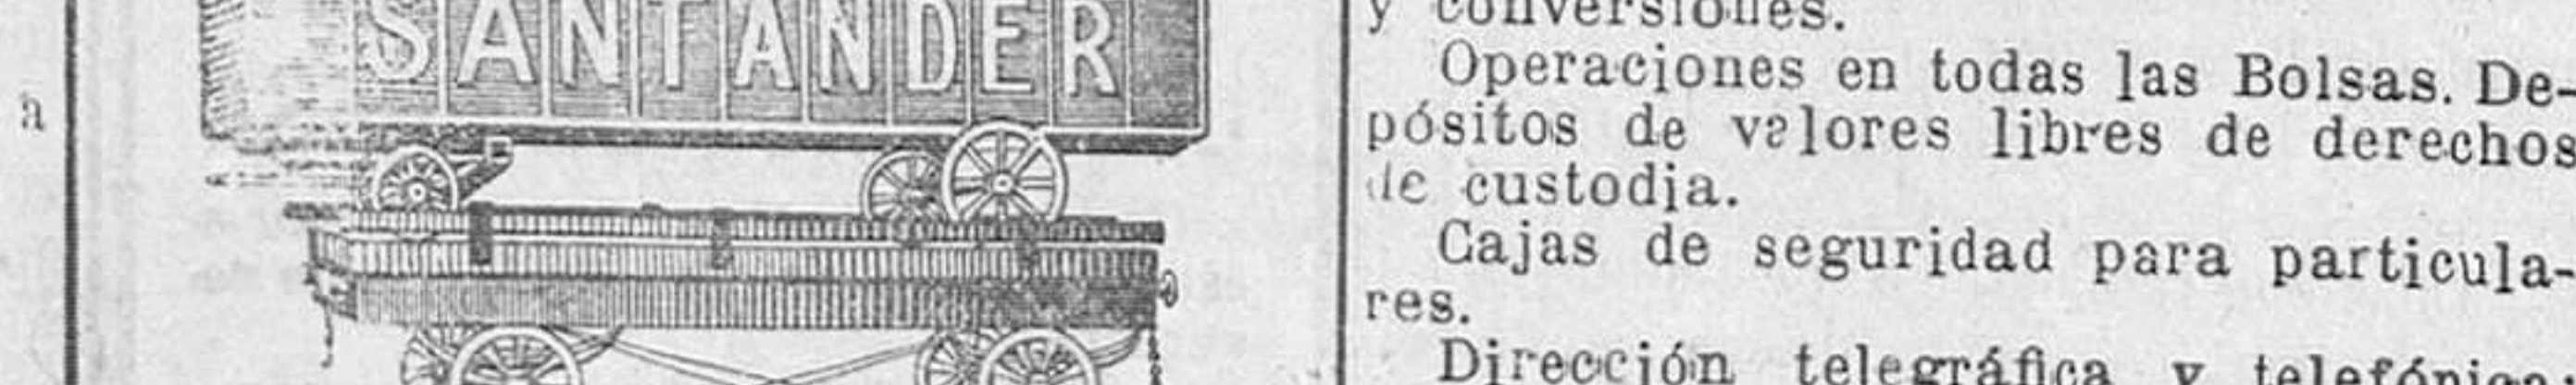 à
SANTANDER
y conversiones.
Operaciones en todas las Bolsas. De-
pósitos de valores libres de derechos
de custodia.
Cajas de seguridad para particula-
res.
Dirección telegráfica y telefónica: